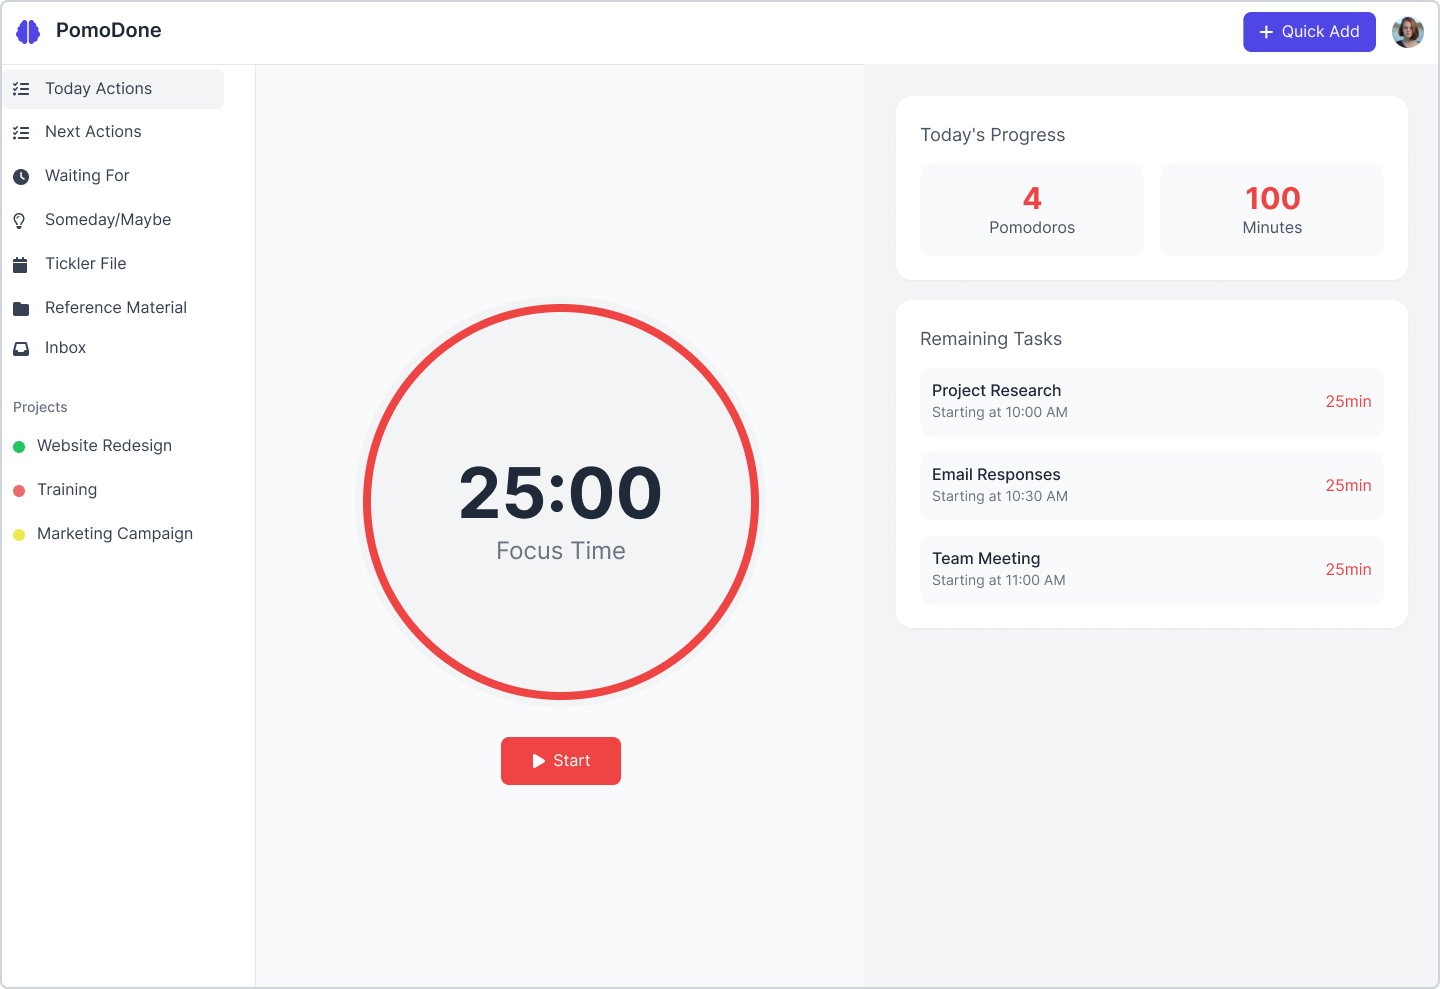 PomoDone
Quick Add
Today Actions
Next Actions
Waiting For
Someday/Maybe
Tickler File
Reference Material
Inbox
Projects
Website Redesign
Training
Marketing Campaign
25:00
Focus Time
Start
Today's Progress
4
Pomodoros
100
Minutes
Remaining Tasks
Project Research
Starting at 10:00 AM
25min
Email Responses
Starting at 10:30 AM
25min
Team Meeting
Starting at 11:00 AM
25min